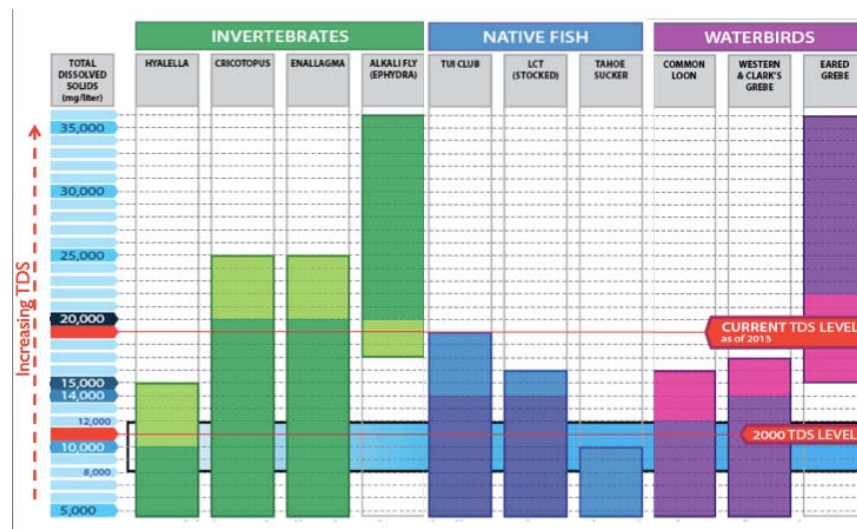 INVERTEBRATES
NATIVE FISH
WATERBIRDS
TOTAL
DISSOLVED
SOLIDS
(mg/liter)
HYALELLA
CRICOTOPUS
ENALLAGMA
ALKALI FLY
(EPHYDRA)
TUI CLUB
LCT
(STOCKED)
TAHOE
SUCKER
COMMON
LOON
WESTERN
& CLARK'S
GREBE
EARED
GREBE
Increasing TDS
35,000
30,000
25,000
20,000
15,000
14,000
12,000
10,000
8,000
5,000
CURRENT TDS LEVEL
as of 2013
2000 TDS LEVEL